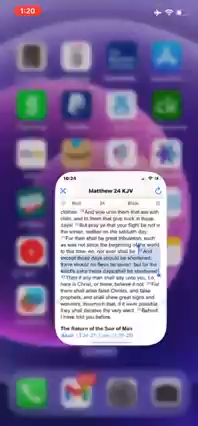 1:20
10:24
Matthew 24 KJV
24
clothes. And woe unto them that are with
child, and to them that give suck in those
days! But pray ye that your flight be not in
the winter, neither on the sabbath day:
For then shall be great tribulation, such
as was not since the beginning of the world
to this time, no, nor ever shall be. And
except those days should be shortened,
there should no flesh be saved: but for the
elect's sake those days shall be shortened.
Then if any man shall say unto you, Lo,
here is Christ, or there; believe it not. For
there shall arise false Christs, and false
prophets, and shall shew great signs and
wonders; insomuch that, if it were possible,
they shall deceive the very elect. Behold,
I have told you before.
The Return of the Son of Man